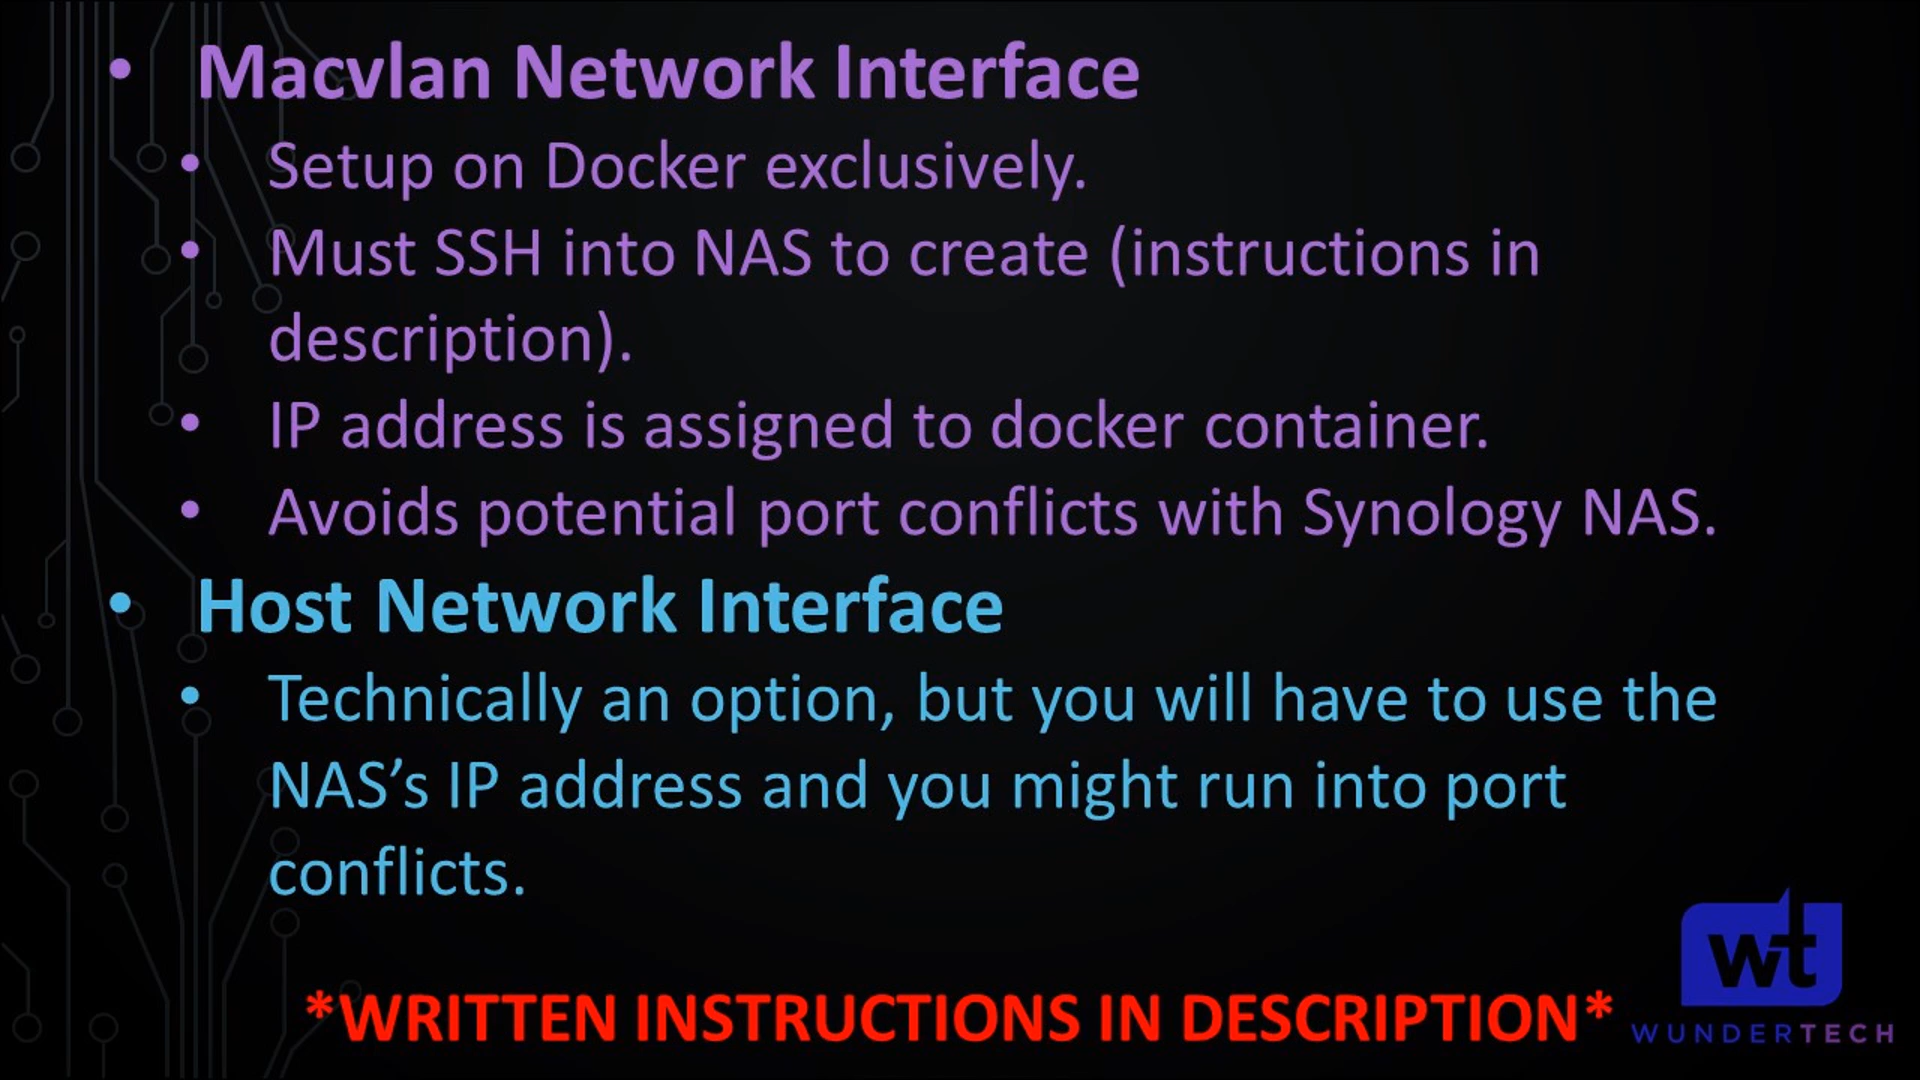 • Macvlan Network Interface
• Setup on Docker exclusively.
• Must SSH into NAS to create (instructions in
description).
• IP address is assigned to docker container.
• Avoids potential port conflicts with Synology NAS.
• Host Network Interface
• Technically an option, but you will have to use the
NAS’s IP address and you might run into port
conflicts.
*WRITTEN INSTRUCTIONS IN DESCRIPTION*
wt
WUNDERTECH